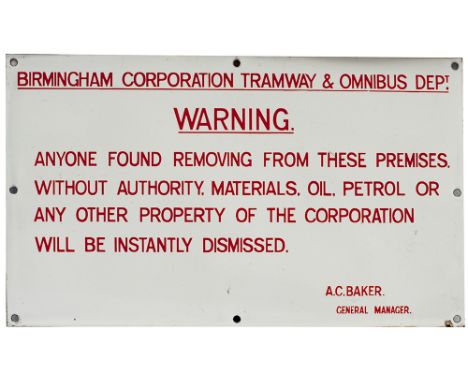 BIRMINGHAM CORPORATION TRAMWAY & OMNIBUS DEPT.
WARNING.
ANYONE FOUND REMOVING FROM THESE PREMISES,
WITHOUT AUTHORITY, MATERIALS, OIL, PETROL OR
ANY OTHER PROPERTY OF THE CORPORATION
WILL BE INSTANTLY DISMISSED.
A.C. BAKER.
GENERAL MANAGER.